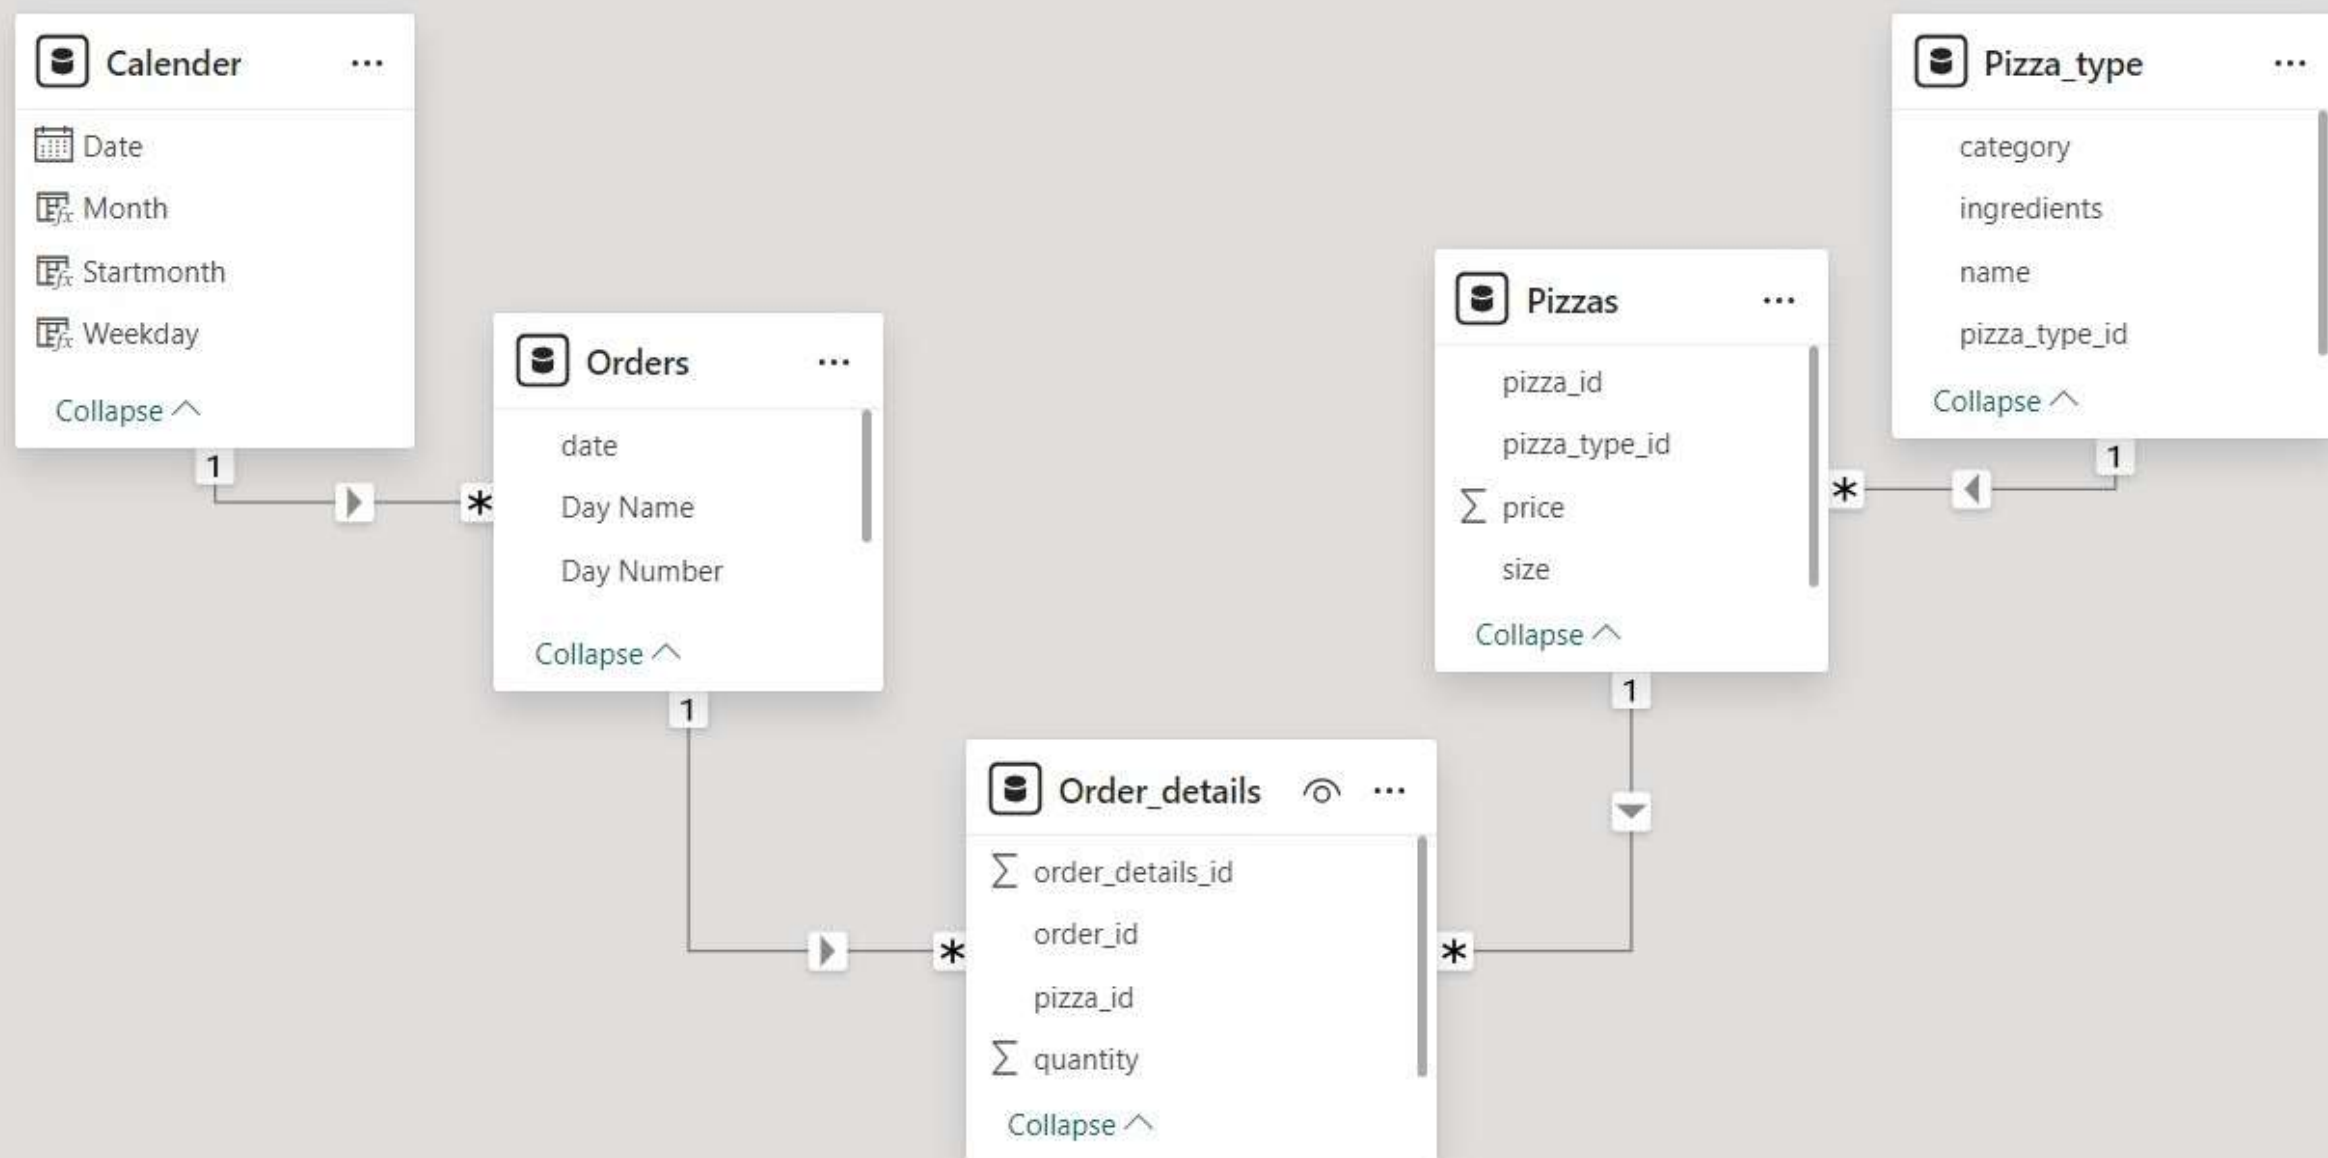 Calender
Date
Month
Startmonth
Weekday
Collapse
1
*
Orders
date
Day Name
Day Number
Collapse
1
*
Order_details
order_details_id
order_id
pizza_id
quantity
Collapse
Pizzas
pizza_id
pizza_type_id
price
size
Collapse
1
*
Pizza_type
category
ingredients
name
pizza_type_id
Collapse
1
*